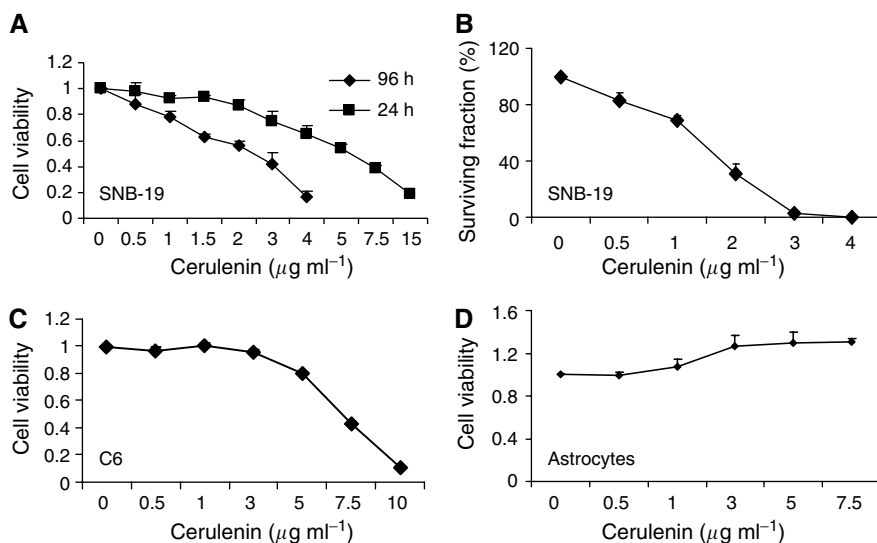 A
1.2
1
0.8
0.6
0.4
0.2
0
Cell viability
96 h
24 h
SNB-19
0 0.5 1 1.5 2 3 4 5 7.5 15
Cerulenin (μg ml⁻¹)
B
120
80
40
0
Surviving fraction (%)
SNB-19
0 0.5 1 2 3 4
Cerulenin (μg ml⁻¹)
C
1.2
1
0.8
0.6
0.4
0.2
0
Cell viability
C6
0 0.5 1 3 5 7.5 10
Cerulenin (μg ml⁻¹)
D
1.6
1.2
0.8
0.4
0
Cell viability
Astrocytes
0 0.5 1 3 5 7.5
Cerulenin (μg ml⁻¹)